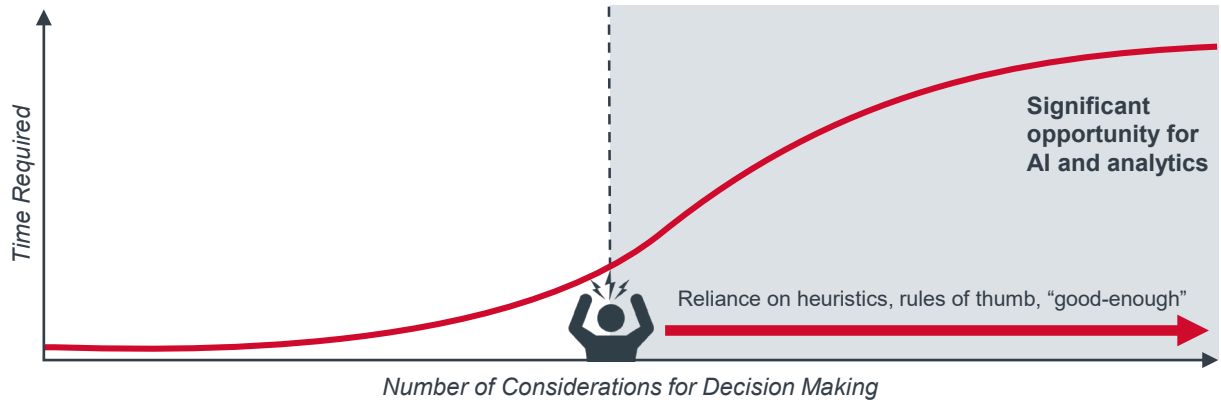 Time Required
Significant
opportunity for
AI and analytics
Reliance on heuristics, rules of thumb, “good-enough”
Number of Considerations for Decision Making